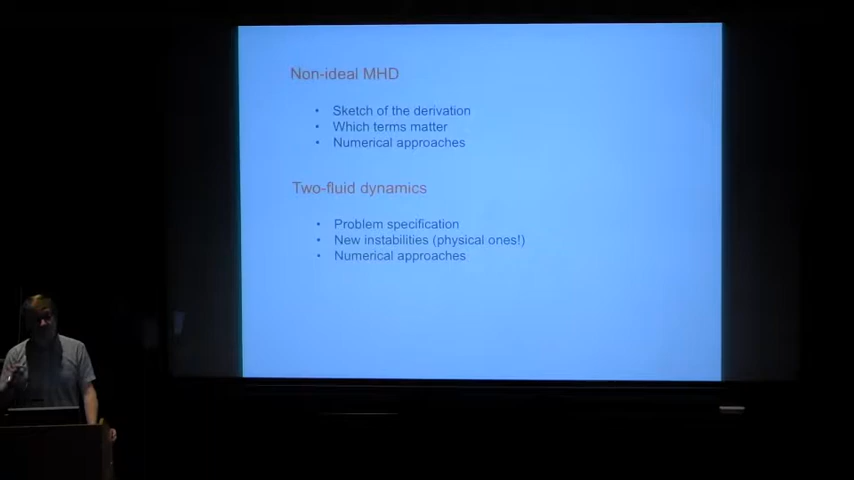 Non-ideal MHD
• Sketch of the derivation
• Which terms matter
• Numerical approaches
Two-fluid dynamics
• Problem specification
• New instabilities (physical ones!)
• Numerical approaches